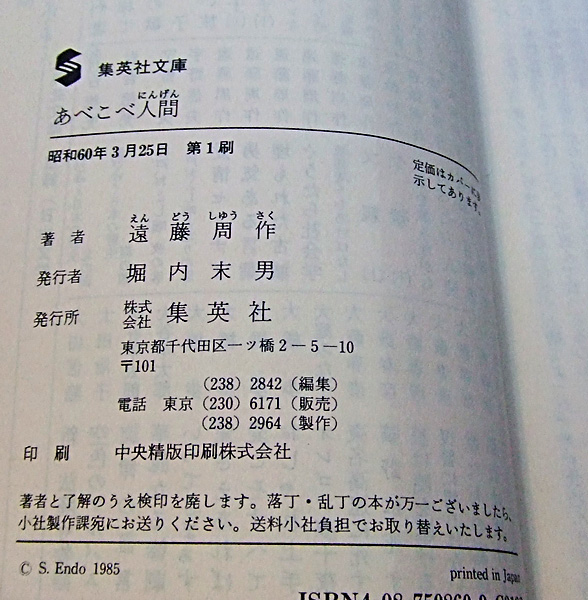 集英社文庫
にんげん
あべこべ人間
昭和60年3月25日 第1刷
定価はカバーに表
示してあります。
えん どう しゆう さく
著者 遠藤周作
発行者 堀内末男
発行所 株式会社 集英社
東京都千代田区一ツ橋2－5－10
〒101
(238) 2842（編集）
電話 東京 (230) 6171（販売）
(238) 2964（製作）
印刷 中央精版印刷株式会社
著者と了解のうえ検印を廃します。落丁・乱丁の本が万一ございましたら、
小社製作課宛にお送りください。送料小社負担でお取り替えいたします。
© S. Endo 1985
printed in Japan